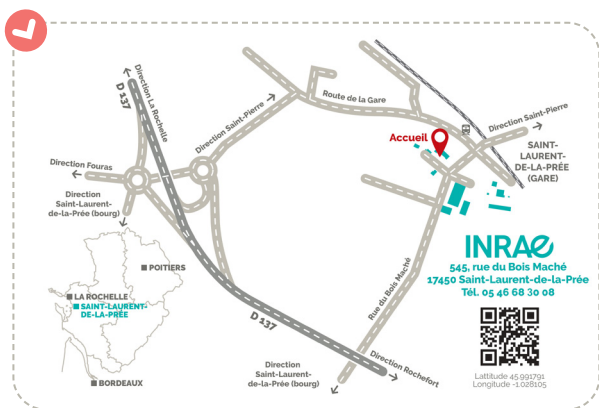 Direction La Rochelle
D 137
Direction Saint-Pierre
Route de la Gare
Direction Saint-Pierre
Accueil
SAINT-
LAURENT-
DE-LA-PRÉE
(GARE)
Direction Fouras
Direction
Saint-Laurent-
de-la-Prée (bourg)
POITIERS
LA ROCHELLE
SAINT-LAURENT-
DE-LA-PRÉE
BORDEAUX
D 137
Rue du Bois Maché
Direction Rochefort
Direction
Saint-Laurent-
de-la-Prée (bourg)
INRAE
545, rue du Bois Maché
17450 Saint-Laurent-de-la-Prée
Tél. 05 46 68 30 08
Lattitude 45.991791
Longitude -1.028105